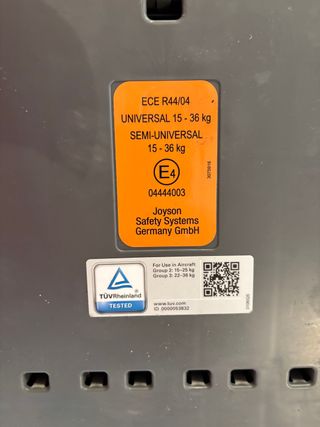 ECE R44/04
UNIVERSAL 15 - 36 kg
SEMI-UNIVERSAL
15 - 36 kg
E4
04444003
Joyson
Safety Systems
Germany GmbH
TÜVRheinland
TESTED
For Use in Aircraft
Group 2: 15-25 kg
Group 3: 22-36 kg
www.tuv.com
ID 0000053832